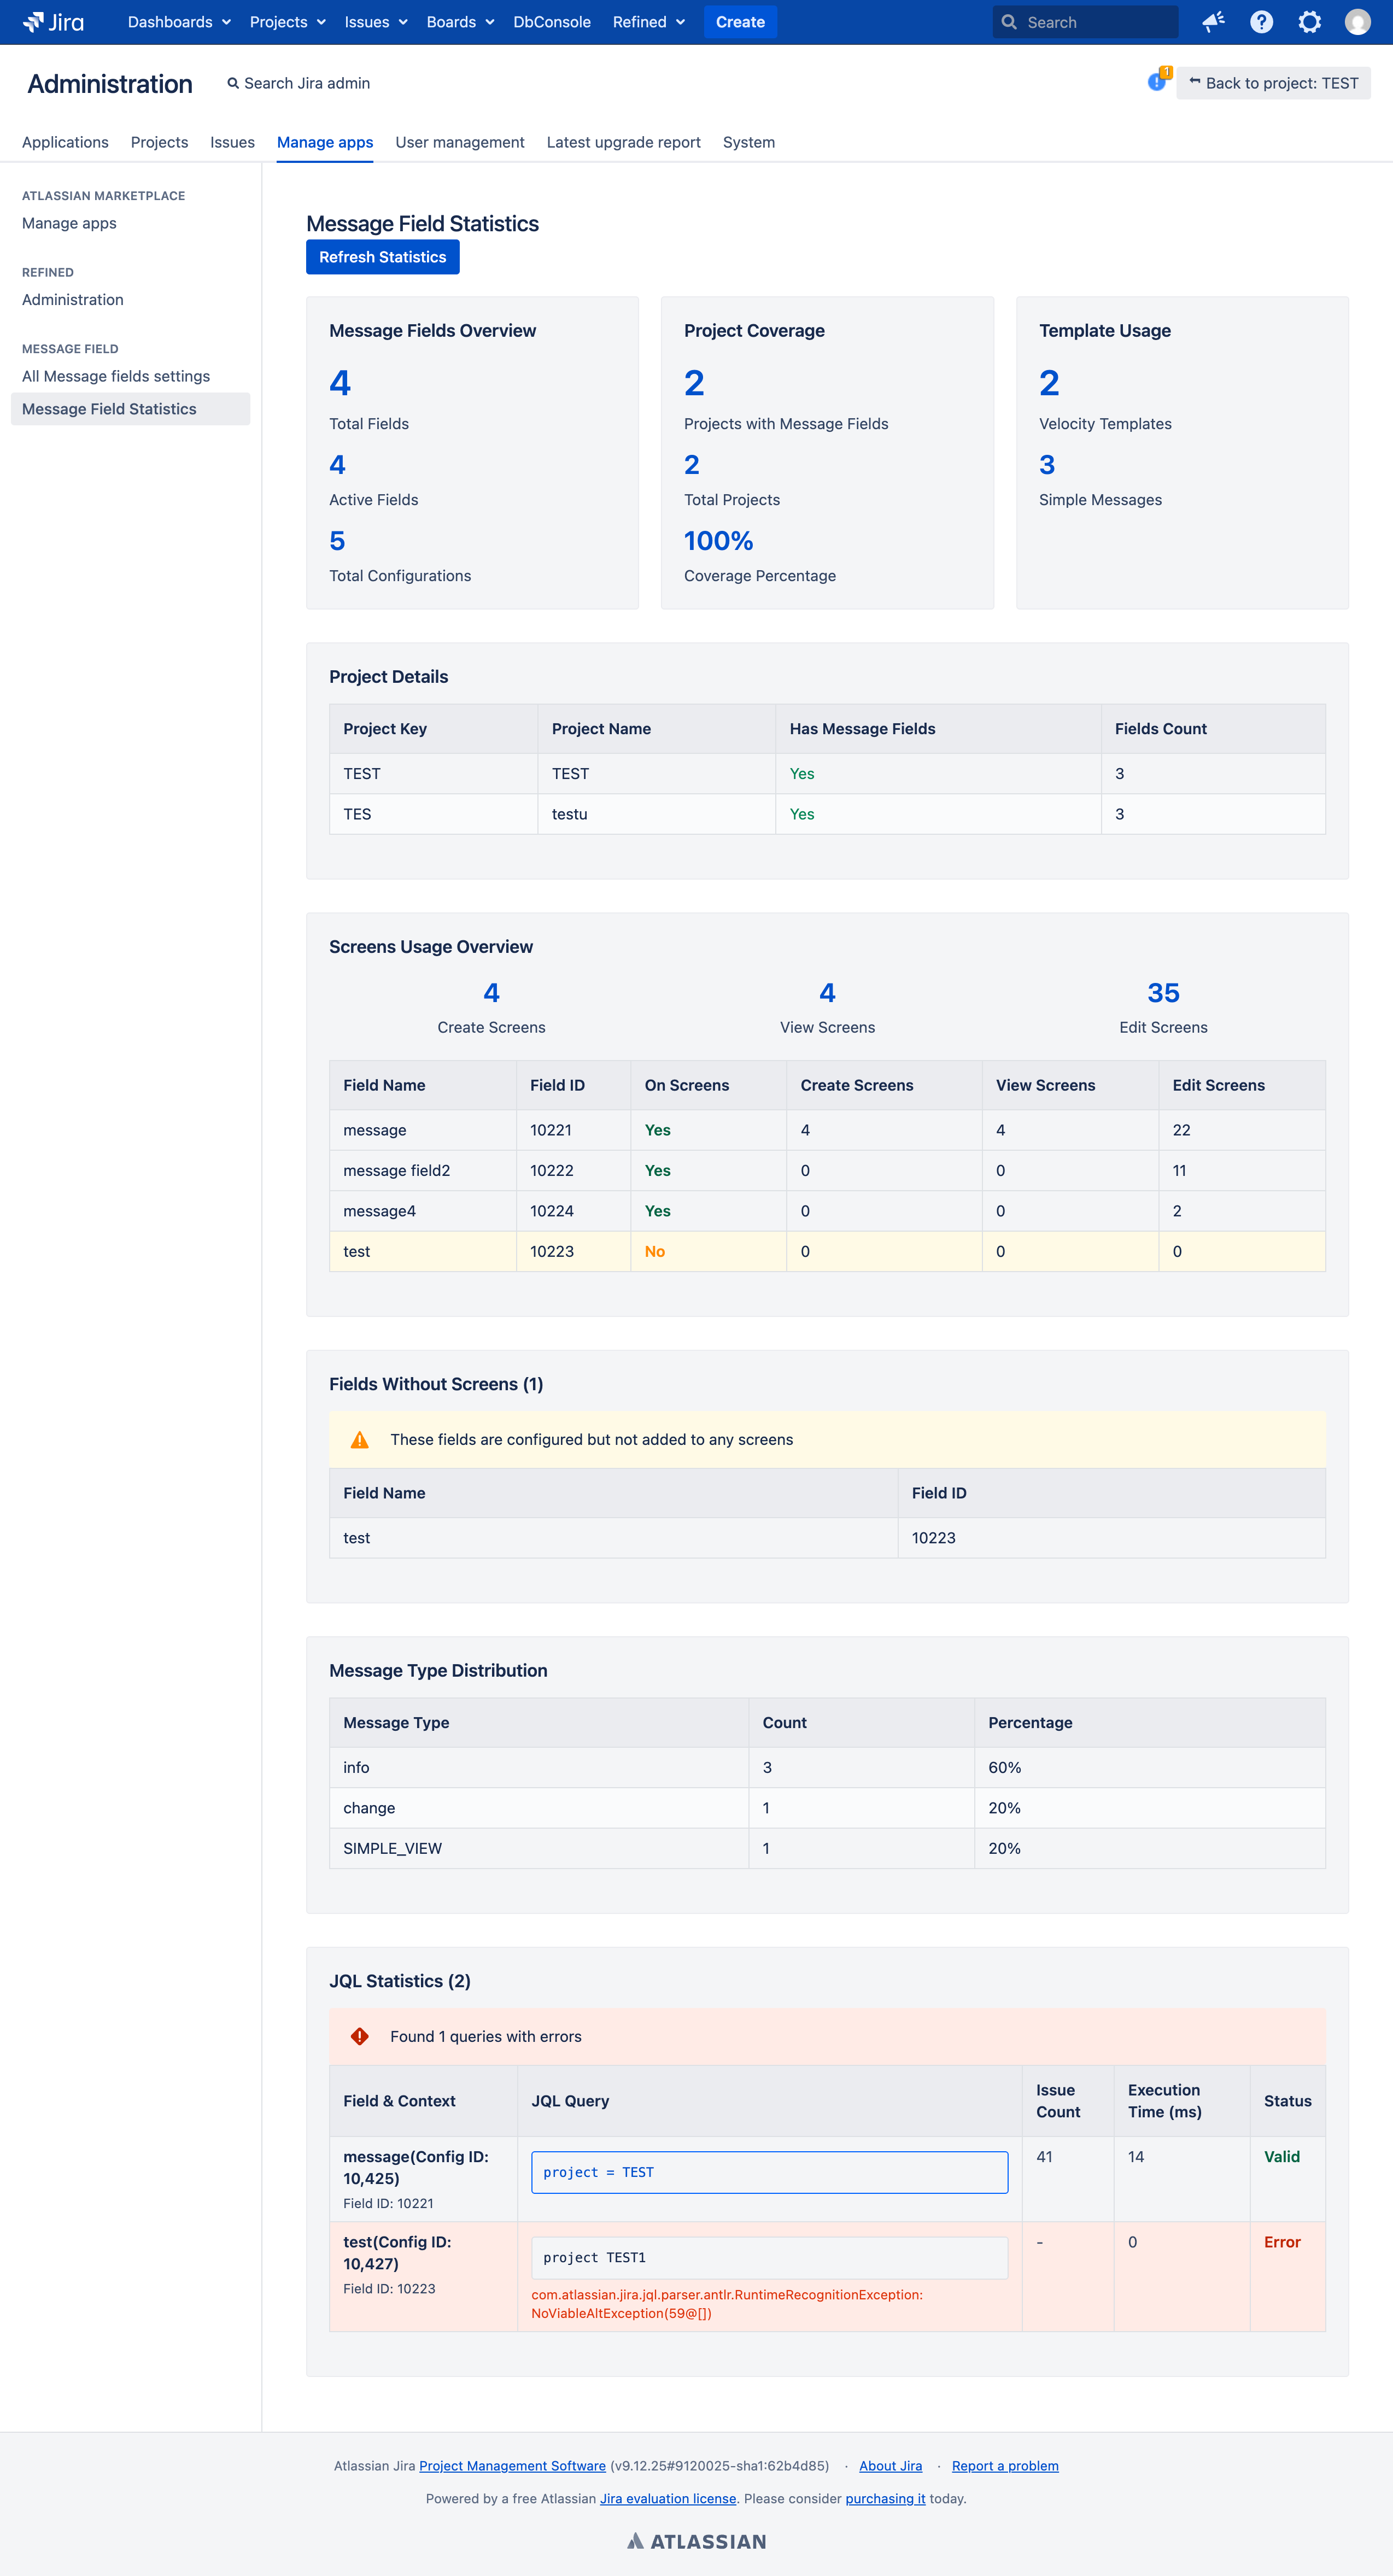 Jira Dashboards Projects Issues Boards DbConsole Refined Create Search
Administration Search Jira admin 1 Back to project: TEST
Applications Projects Issues Manage apps User management Latest upgrade report System
ATLASSIAN MARKETPLACE
Manage apps
REFINED
Administration
MESSAGE FIELD
All Message fields settings
Message Field Statistics
Message Field Statistics
Refresh Statistics
Message Fields Overview
4
Total Fields
4
Active Fields
5
Total Configurations
Project Coverage
2
Projects with Message Fields
2
Total Projects
100%
Coverage Percentage
Template Usage
2
Velocity Templates
3
Simple Messages
Project Details
Project Key Project Name Has Message Fields Fields Count
TEST TEST Yes 3
TES testu Yes 3
Screens Usage Overview
4 4 35
Create Screens View Screens Edit Screens
Field Name Field ID On Screens Create Screens View Screens Edit Screens
message 10221 Yes 4 4 22
message field2 10222 Yes 0 0 11
message4 10224 Yes 0 0 2
test 10223 No 0 0 0
Fields Without Screens (1)
These fields are configured but not added to any screens
Field Name Field ID
test 10223
Message Type Distribution
Message Type Count Percentage
info 3 60%
change 1 20%
SIMPLE_VIEW 1 20%
JQL Statistics (2)
Found 1 queries with errors
Field & Context JQL Query Issue Count Execution Time (ms) Status
message(Config ID: 10,425)
Field ID: 10221
project = TEST
41 14 Valid
test(Config ID: 10,427)
Field ID: 10223
project TEST1
com.atlassian.jira.jql.parser.antlr.RuntimeRecognitionException:
NoViableAltException(59@[])
- 0 Error
Atlassian Jira Project Management Software (v9.12.25#9120025-sha1:62b4d85) · About Jira · Report a problem
Powered by a free Atlassian Jira evaluation license. Please consider purchasing it today.
ATLASSIAN